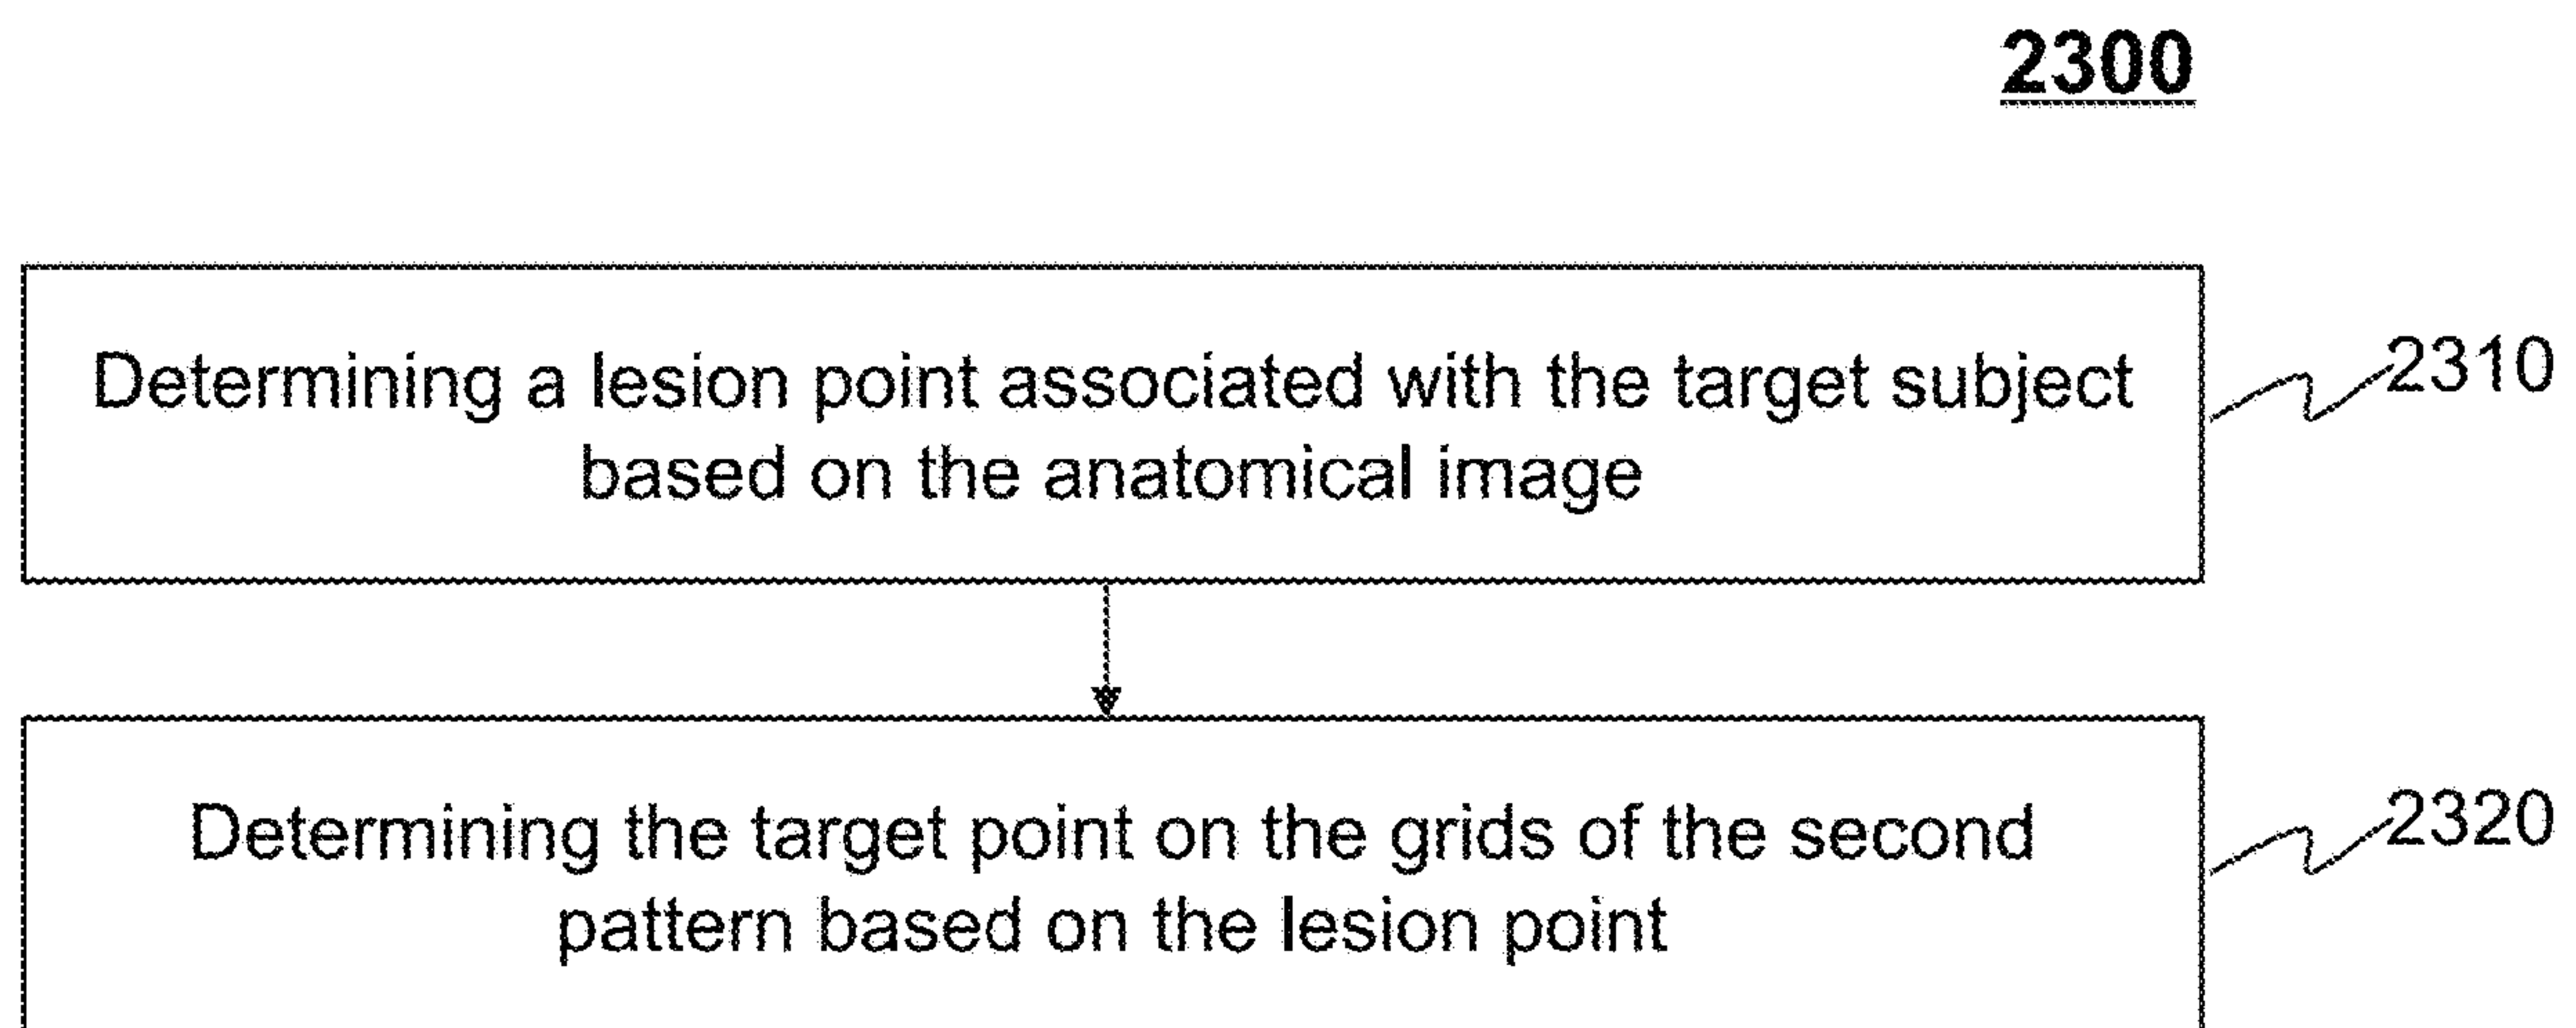 2300
Determining a lesion point associated with the target subject
based on the anatomical image
2310
Determining the target point on the grids of the second
pattern based on the lesion point
2320